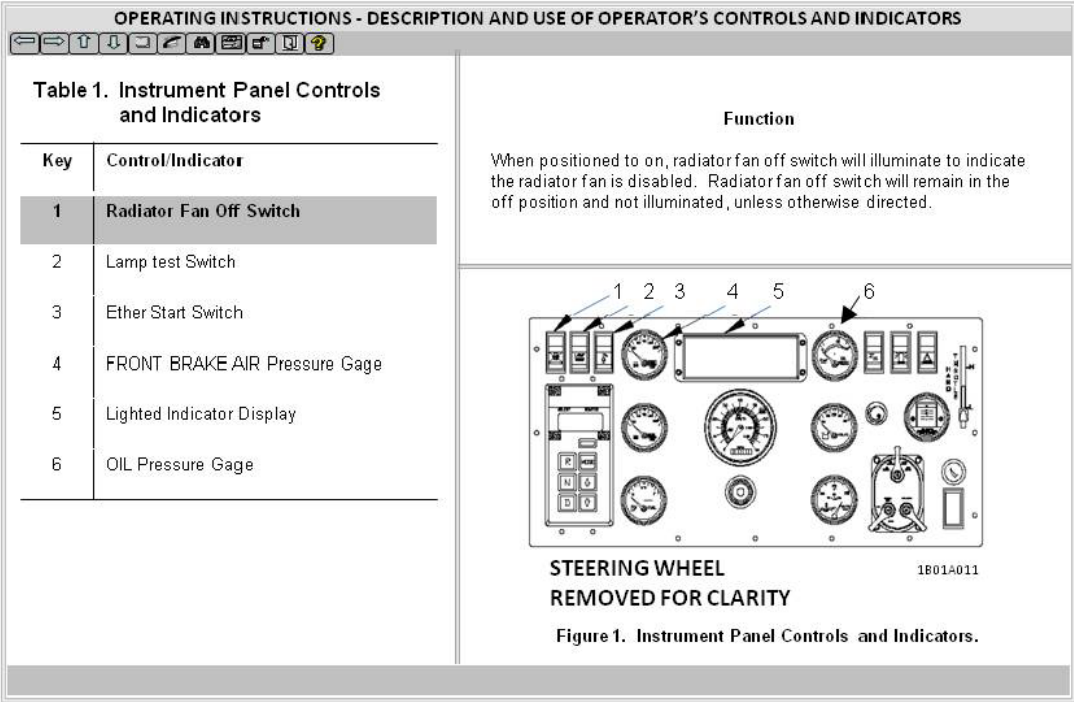 OPERATING INSTRUCTIONS - DESCRIPTION AND USE OF OPERATOR'S CONTROLS AND INDICATORS
Table 1. Instrument Panel Controls
and Indicators
Key Control/Indicator
1 Radiator Fan Off Switch
2 Lamp test Switch
3 Ether Start Switch
4 FRONT BRAKE AIR Pressure Gage
5 Lighted Indicator Display
6 OIL Pressure Gage
Function
When positioned to on, radiator fan off switch will illuminate to indicate
the radiator fan is disabled. Radiator fan off switch will remain in the
off position and not illuminated, unless otherwise directed.
1 2 3 4 5 6
HAND
THROTTLE
R MODE
N
D
STEERING WHEEL
REMOVED FOR CLARITY
1B01A011
Figure 1. Instrument Panel Controls and Indicators.